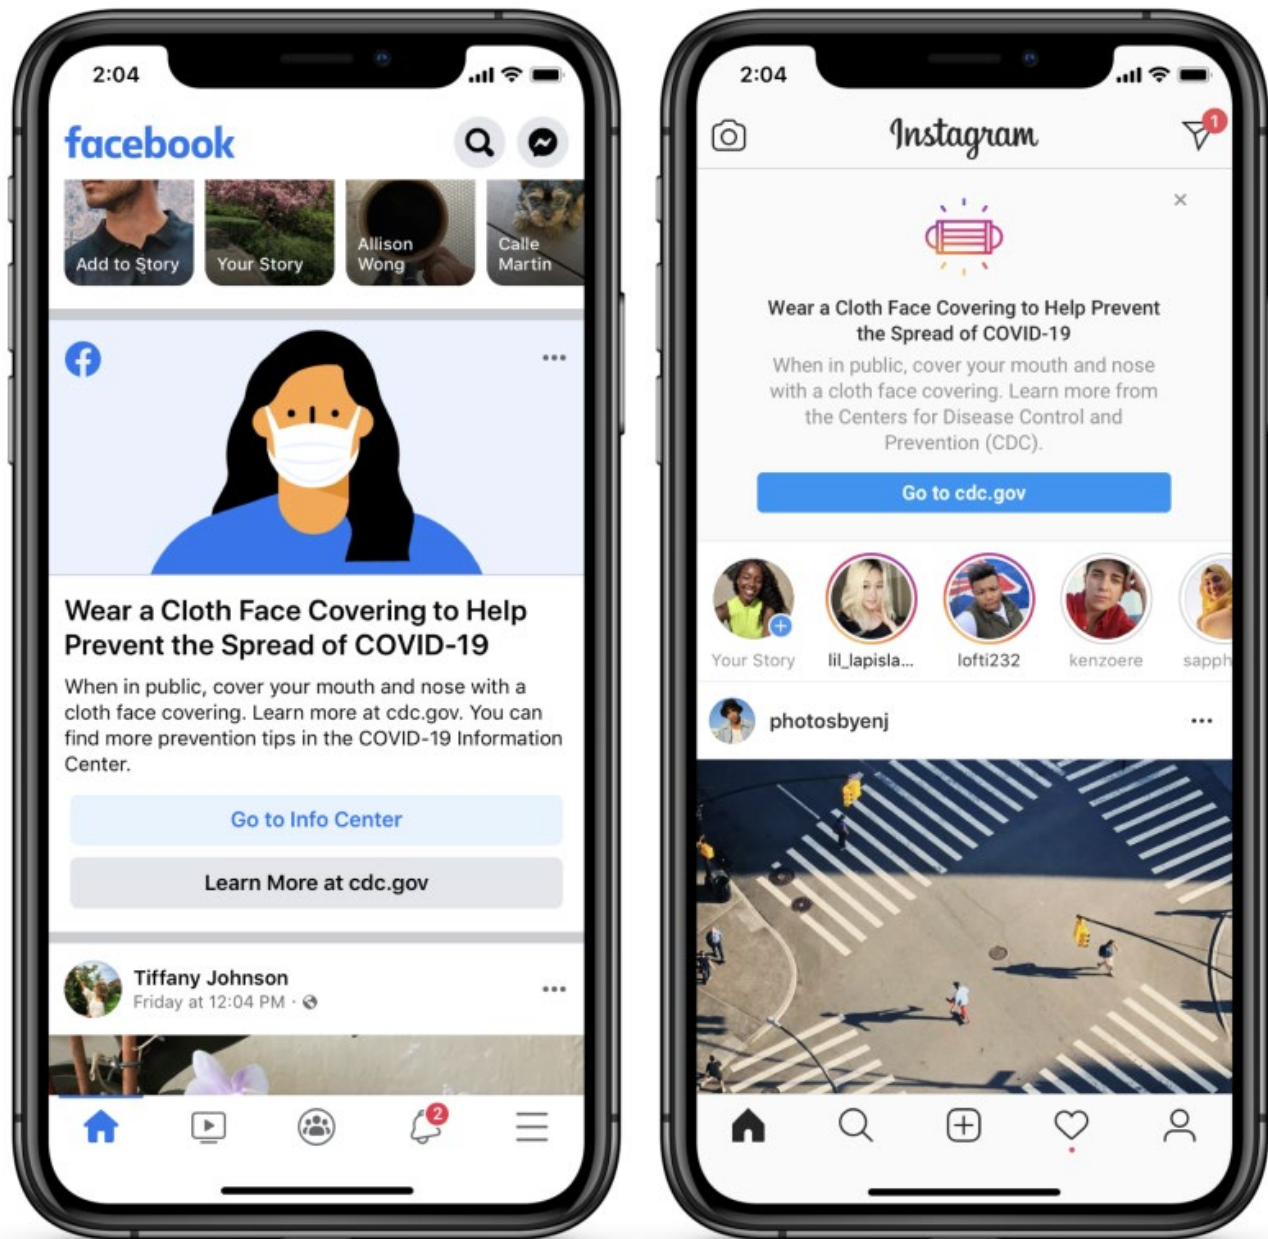 2:04
facebook
Add to Story
Your Story
Allison
Wong
Calle
Martin
Wear a Cloth Face Covering to Help
Prevent the Spread of COVID-19
When in public, cover your mouth and nose with a
cloth face covering. Learn more at cdc.gov. You can
find more prevention tips in the COVID-19 Information
Center.
Go to Info Center
Learn More at cdc.gov
Tiffany Johnson
Friday at 12:04 PM ·
2
2:04
Instagram
1
Wear a Cloth Face Covering to Help Prevent
the Spread of COVID-19
When in public, cover your mouth and nose
with a cloth face covering. Learn more from
the Centers for Disease Control and
Prevention (CDC).
Go to cdc.gov
Your Story
lil_lapisla...
lofti232
kenzoere
sapph
photosbyenj